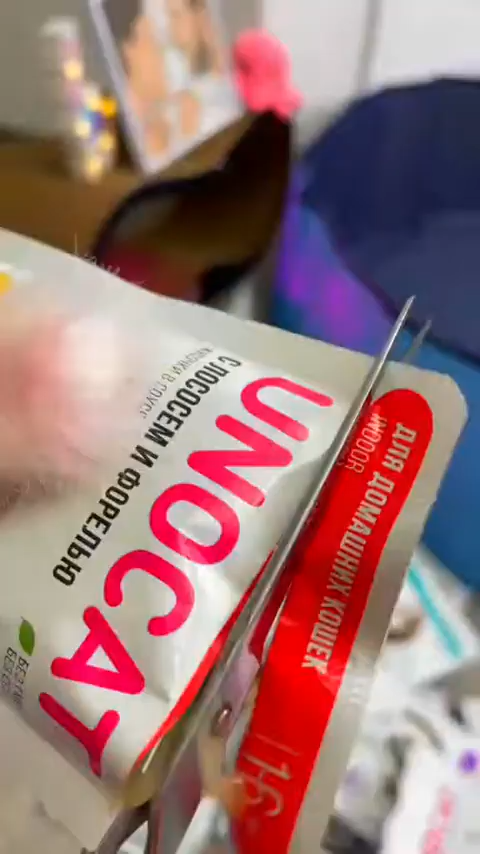 ДЛЯ ДОМАШНИХ КОШЕК
INDOOR
UNOCAT
С ЛОСОСЕМ И ФОРЕЛЬЮ
КУСОЧКИ В СОУСЕ